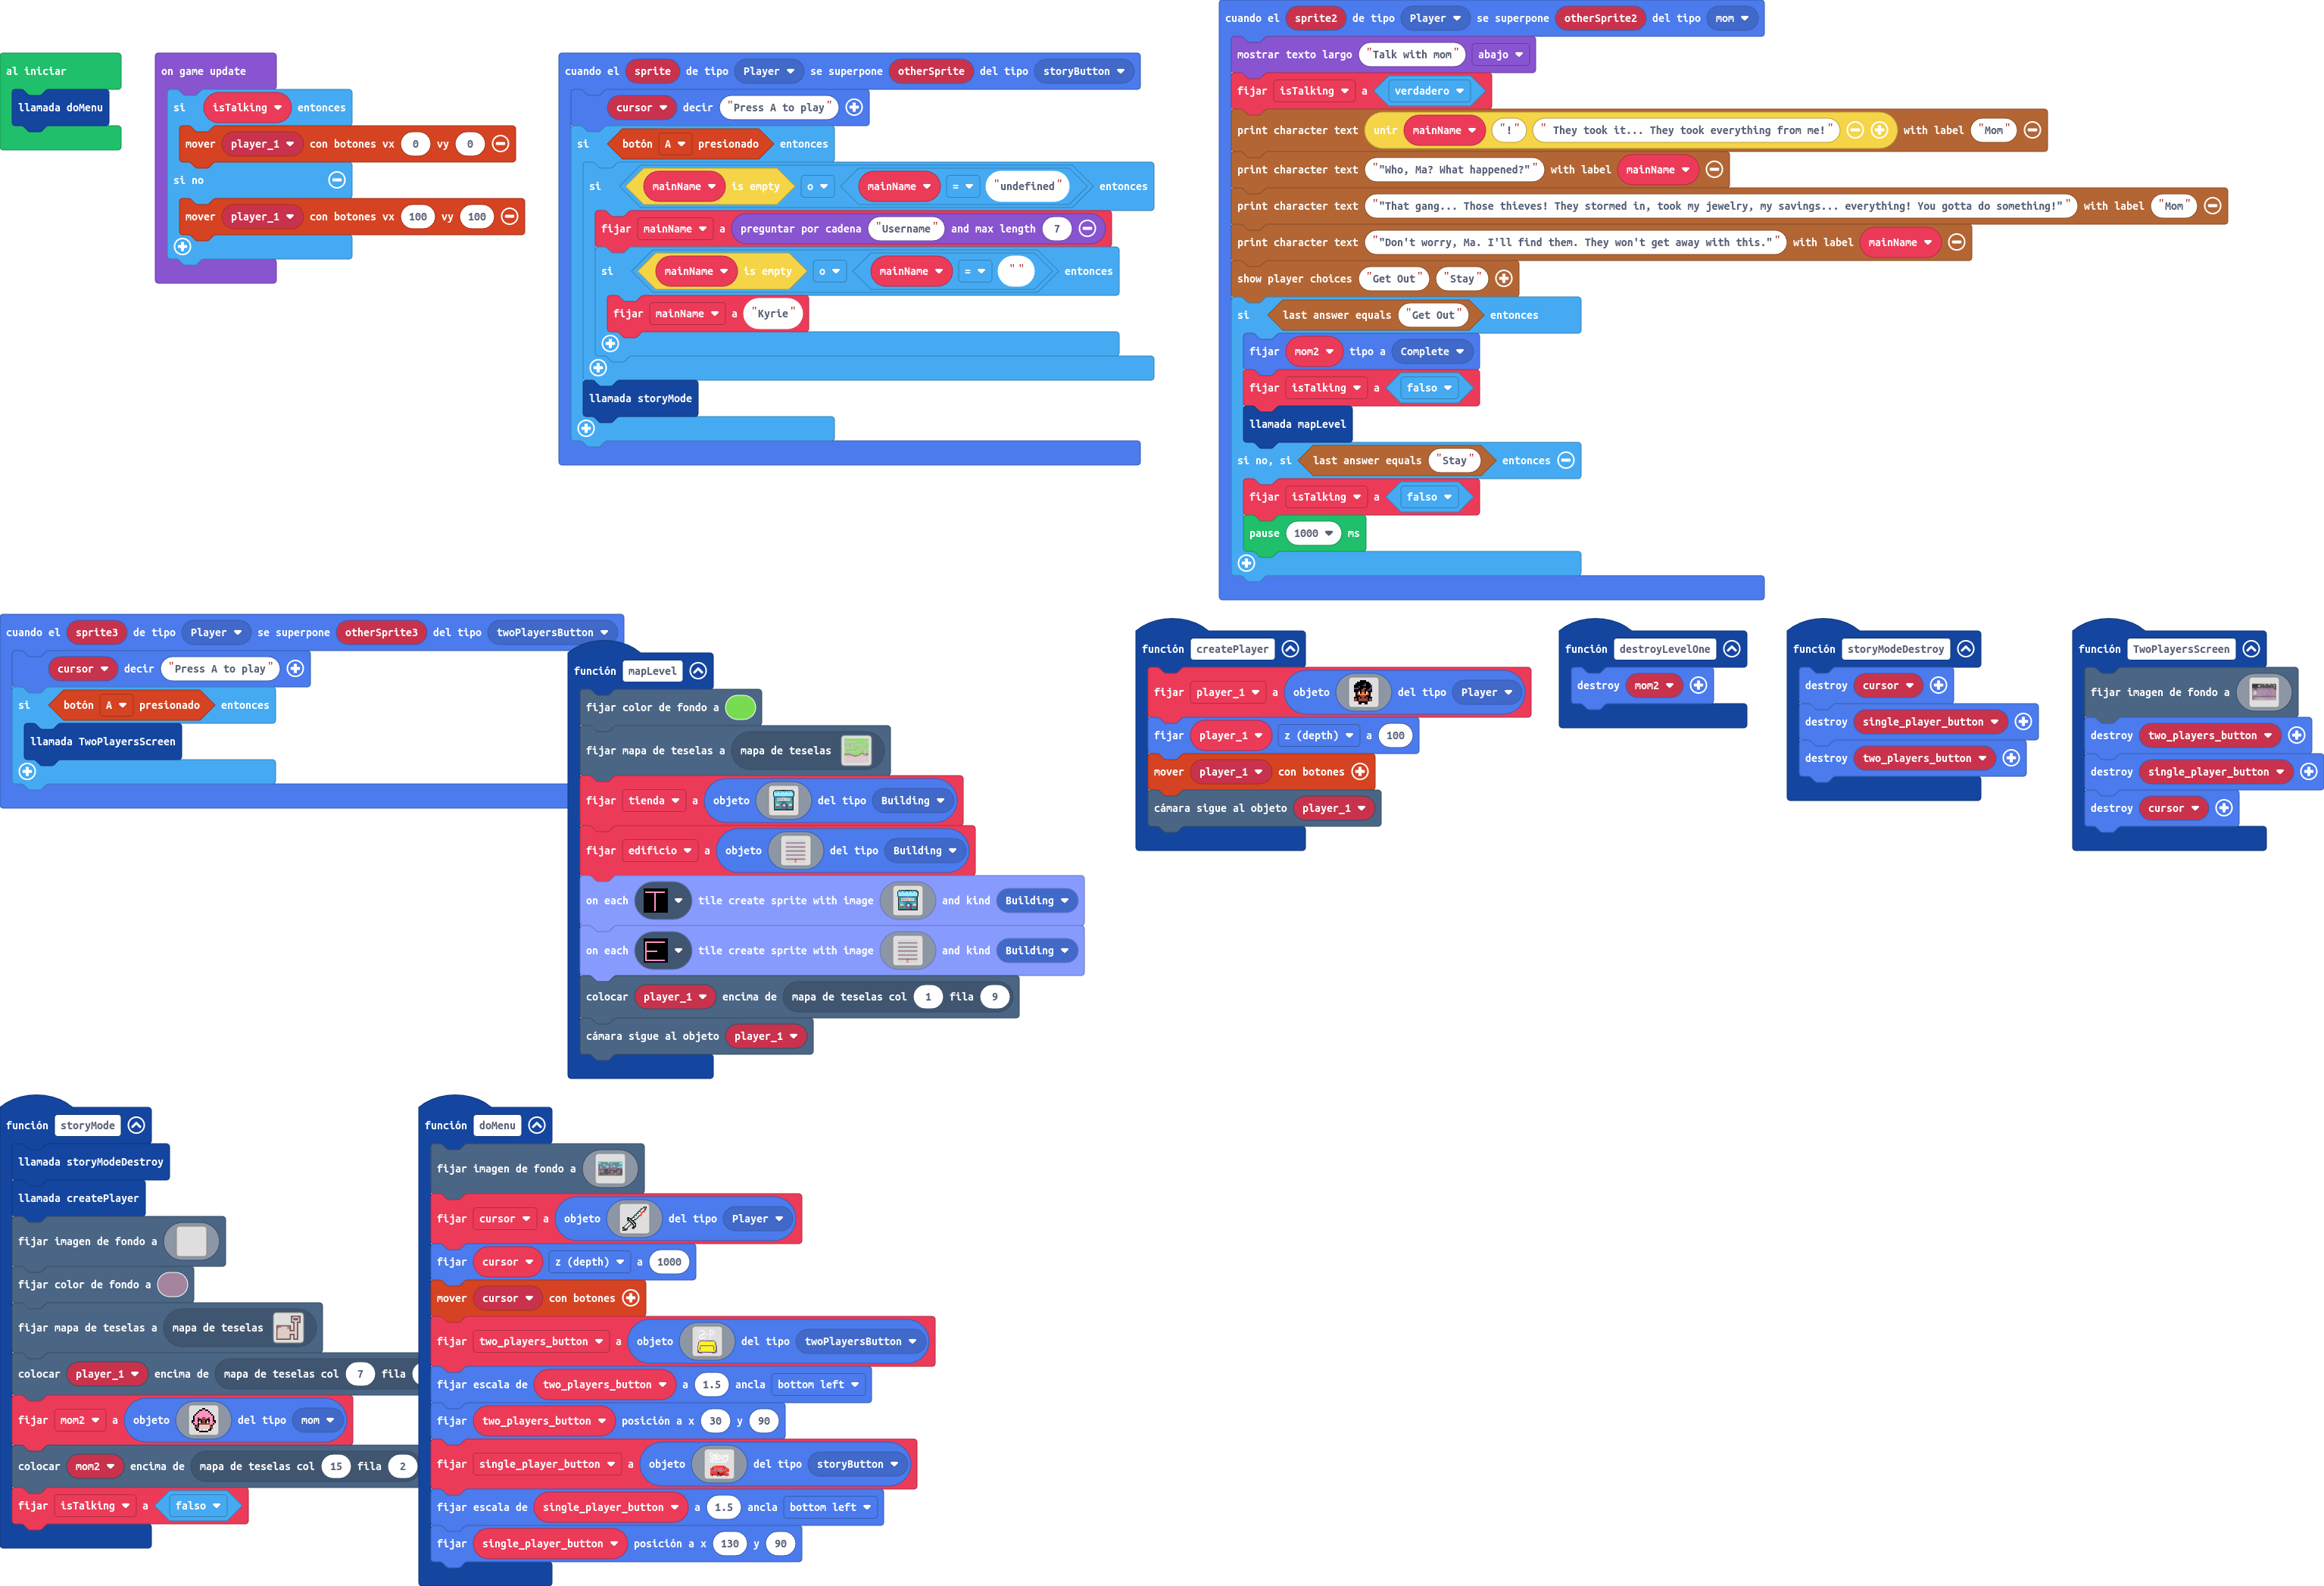 al iniciar
llamada doMenu
on game update
si isTalking entonces
mover player_1 con botones vx 0 vy 0
si no
mover player_1 con botones vx 100 vy 100
cuando el sprite de tipo Player se superpone otherSprite del tipo storyButton
cursor decir "Press A to play"
si botón A presionado entonces
si mainName is empty o mainName = "undefined" entonces
fijar mainName a preguntar por cadena "Username" and max length 7
si mainName is empty o mainName = " " entonces
fijar mainName a "Kyrie"
llamada storyMode
cuando el sprite2 de tipo Player se superpone otherSprite2 del tipo mom
mostrar texto largo "Talk with mom" abajo
fijar isTalking a verdadero
print character text unir mainName "!" " They took it... They took everything from me!" with label "Mom"
print character text ""Who, Ma? What happened?"" with label mainName
print character text ""That gang... Those thieves! They stormed in, took my jewelry, my savings... everything! You gotta do something!"" with label "Mom"
print character text ""Don't worry, Ma. I'll find them. They won't get away with this."" with label mainName
show player choices "Get Out" "Stay"
si last answer equals "Get Out" entonces
fijar mom2 tipo a Complete
fijar isTalking a falso
llamada mapLevel
si no, si last answer equals "Stay" entonces
fijar isTalking a falso
pause 1000 ms
cuando el sprite3 de tipo Player se superpone otherSprite3 del tipo twoPlayersButton
cursor decir "Press A to play"
si botón A presionado entonces
llamada TwoPlayersScreen
función mapLevel
fijar color de fondo a
fijar mapa de teselas a mapa de teselas
fijar tienda a objeto del tipo Building
fijar edificio a objeto del tipo Building
on each T tile create sprite with image and kind Building
on each E tile create sprite with image and kind Building
colocar player_1 encima de mapa de teselas col 1 fila 9
cámara sigue al objeto player_1
función createPlayer
fijar player_1 a objeto del tipo Player
fijar player_1 z (depth) a 100
mover player_1 con botones
cámara sigue al objeto player_1
función destroyLevelOne
destroy mom2
función storyModeDestroy
destroy cursor
destroy single_player_button
destroy two_players_button
función TwoPlayersScreen
fijar imagen de fondo a
destroy two_players_button
destroy single_player_button
destroy cursor
función storyMode
llamada storyModeDestroy
llamada createPlayer
fijar imagen de fondo a
fijar color de fondo a
fijar mapa de teselas a mapa de teselas
colocar player_1 encima de mapa de teselas col 7 fila
fijar mom2 a objeto del tipo mom
colocar mom2 encima de mapa de teselas col 15 fila 2
fijar isTalking a falso
función doMenu
fijar imagen de fondo a
fijar cursor a objeto del tipo Player
fijar cursor z (depth) a 1000
mover cursor con botones
fijar two_players_button a objeto del tipo twoPlayersButton
fijar escala de two_players_button a 1.5 ancla bottom left
fijar two_players_button posición a x 30 y 90
fijar single_player_button a objeto del tipo storyButton
fijar escala de single_player_button a 1.5 ancla bottom left
fijar single_player_button posición a x 130 y 90